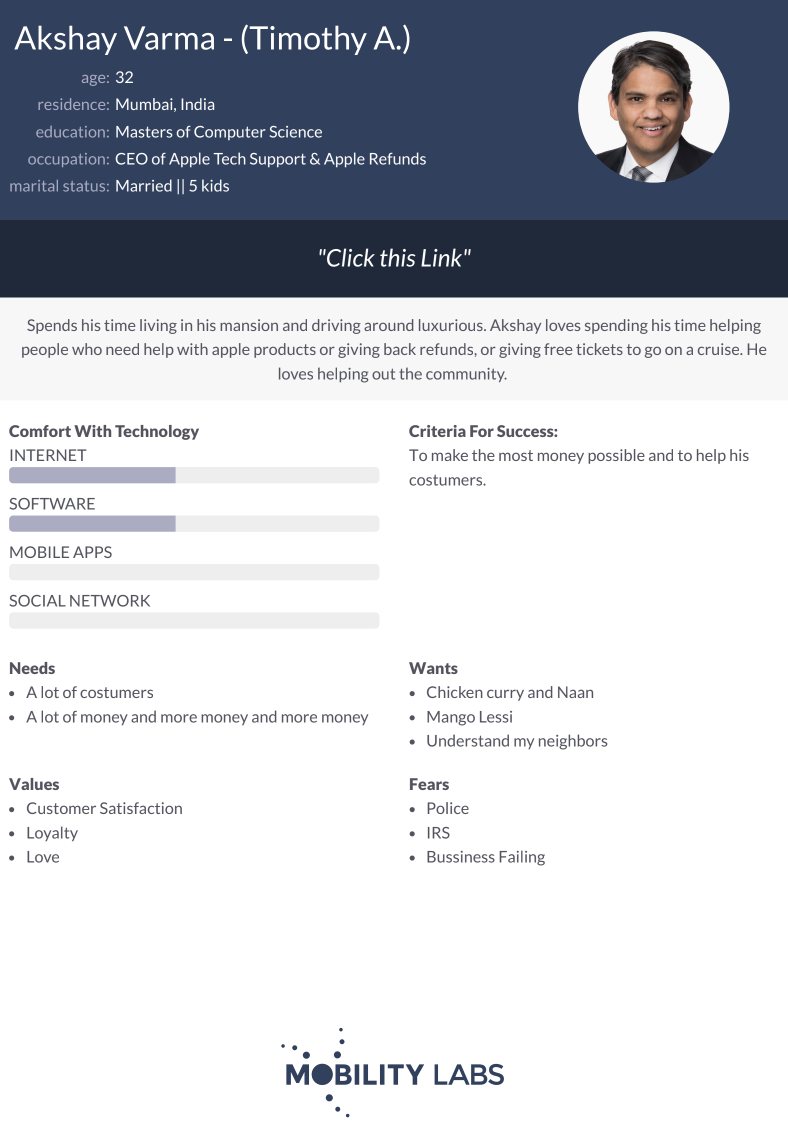 Akshay Varma - (Timothy A.)
age: 32
residence: Mumbai, India
education: Masters of Computer Science
occupation: CEO of Apple Tech Support & Apple Refunds
marital status: Married || 5 kids
"Click this Link"
Spends his time living in his mansion and driving around luxurious. Akshay loves spending his time helping
people who need help with apple products or giving back refunds, or giving free tickets to go on a cruise. He
loves helping out the community.
Comfort With Technology
INTERNET
SOFTWARE
MOBILE APPS
SOCIAL NETWORK
Criteria For Success:
To make the most money possible and to help his
costumers.
Needs
• A lot of costumers
• A lot of money and more money and more money
Wants
• Chicken curry and Naan
• Mango Lessi
• Understand my neighbors
Values
• Customer Satisfaction
• Loyalty
• Love
Fears
• Police
• IRS
• Bussiness Failing
MOBILITY LABS